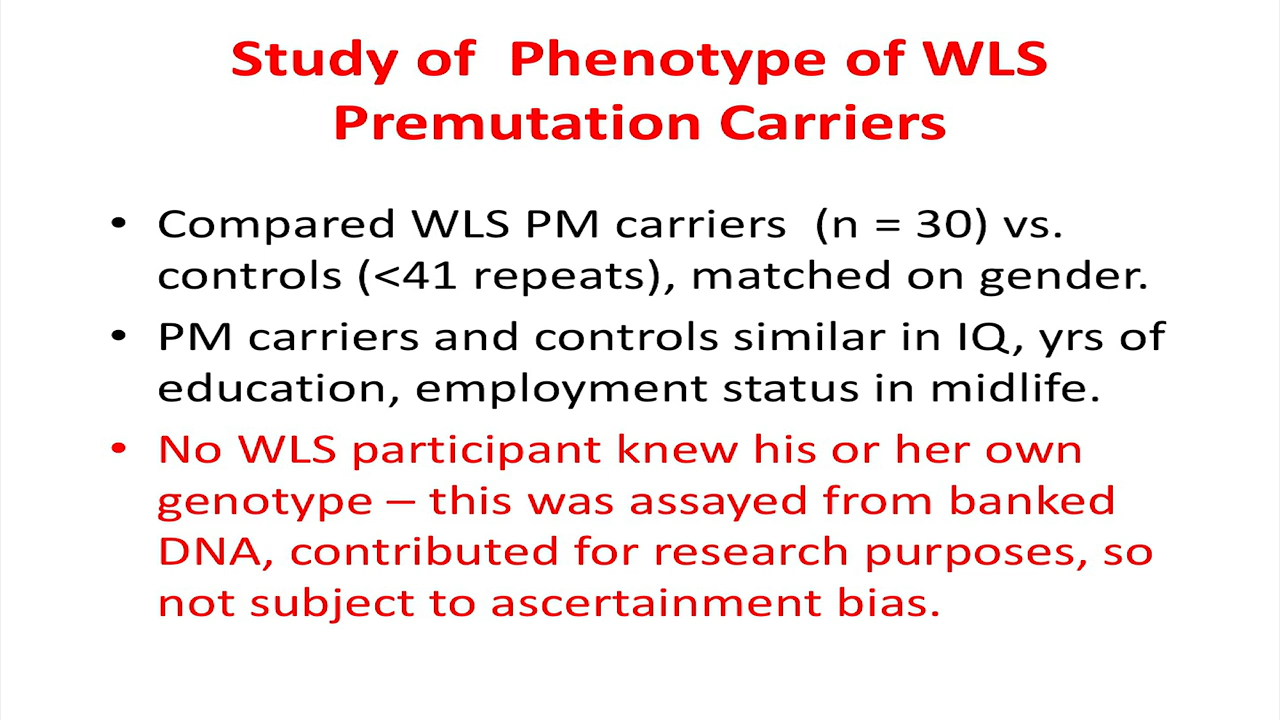 Study of  Phenotype of WLS
Premutation Carriers
• Compared WLS PM carriers  (n = 30) vs.
controls (<41 repeats), matched on gender.
• PM carriers and controls similar in IQ, yrs of
education, employment status in midlife.
• No WLS participant knew his or her own
genotype – this was assayed from banked
DNA, contributed for research purposes, so
not subject to ascertainment bias.